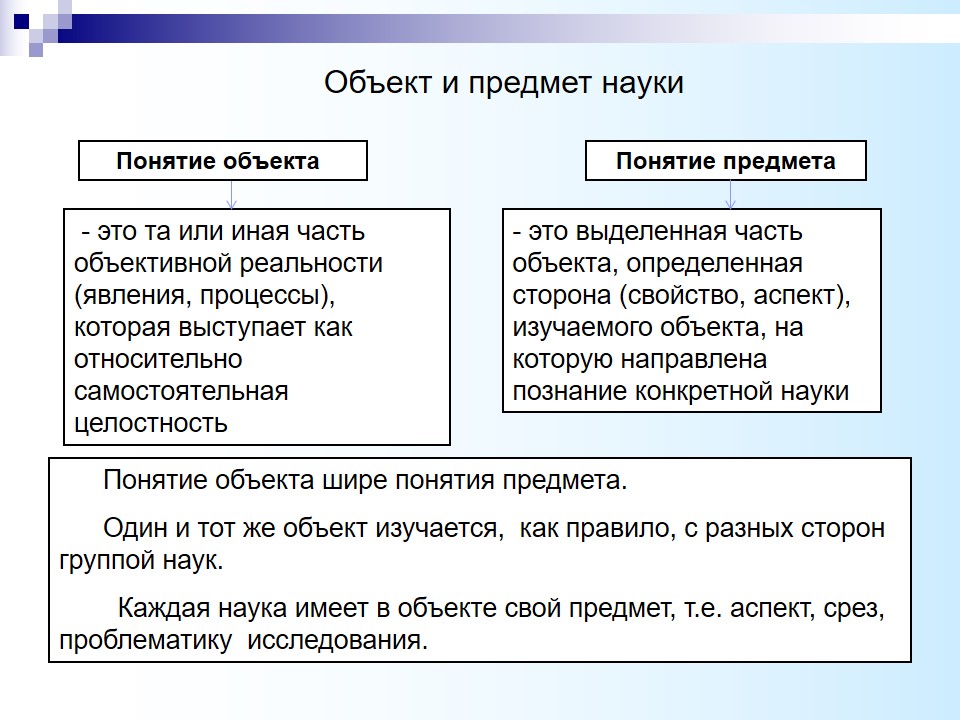 Объект и предмет науки
Понятие объекта
Понятие предмета
- это та или иная часть
объективной реальности
(явления, процессы),
которая выступает как
относительно
самостоятельная
целостность
- это выделенная часть
объекта, определенная
сторона (свойство, аспект),
изучаемого объекта, на
которую направлена
познание конкретной науки
Понятие объекта шире понятия предмета.
Один и тот же объект изучается, как правило, с разных сторон
группой наук.
Каждая наука имеет в объекте свой предмет, т.е. аспект, срез,
проблематику исследования.